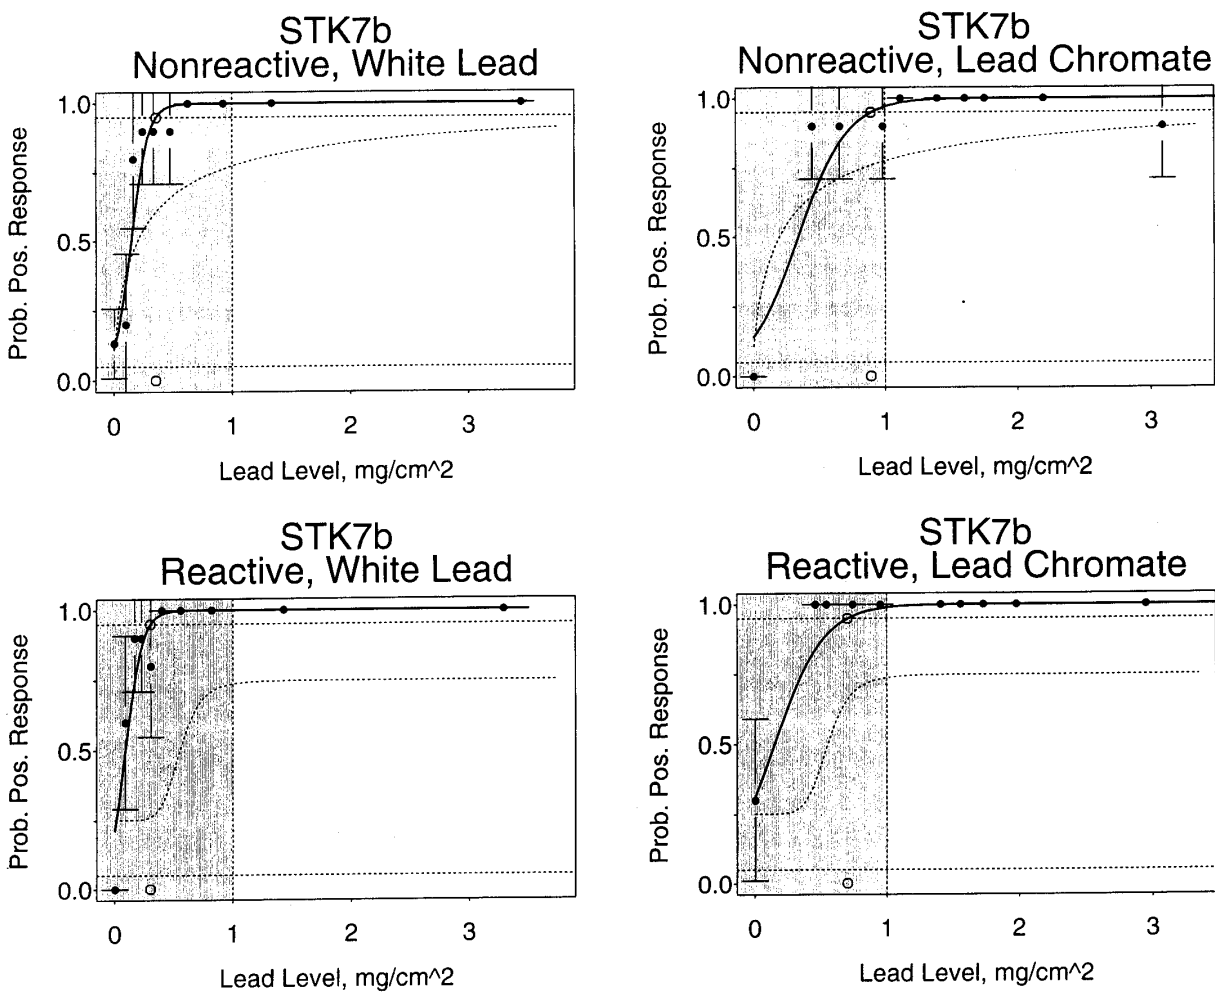 STK7b
Nonreactive, White Lead
Prob. Pos. Response
1.0
0.5
0.0
0 1 2 3
Lead Level, mg/cm^2
STK7b
Nonreactive, Lead Chromate
Prob. Pos. Response
1.0
0.5
0.0
0 1 2 3
Lead Level, mg/cm^2
STK7b
Reactive, White Lead
Prob. Pos. Response
1.0
0.5
0.0
0 1 2 3
Lead Level, mg/cm^2
STK7b
Reactive, Lead Chromate
Prob. Pos. Response
1.0
0.5
0.0
0 1 2 3
Lead Level, mg/cm^2